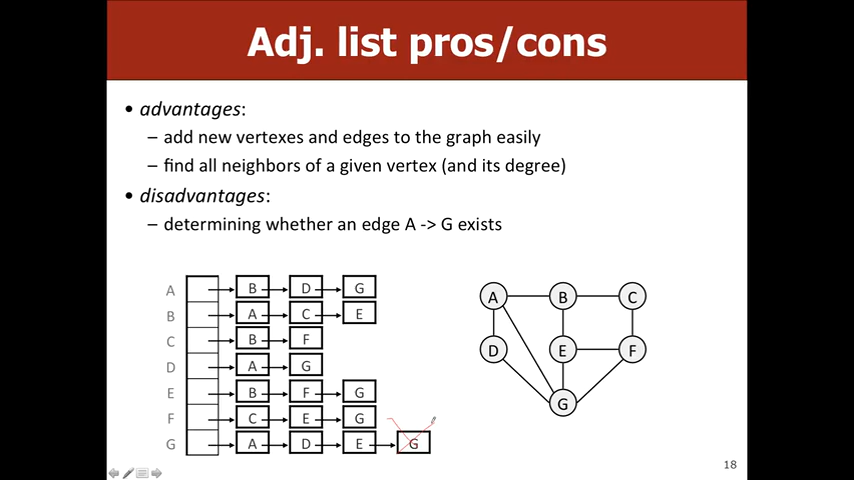 Adj. list pros/cons
• advantages:
– add new vertexes and edges to the graph easily
– find all neighbors of a given vertex (and its degree)
• disadvantages:
– determining whether an edge A -> G exists
A B D G
B A C E
C B F
D A G
E B F G
F C E G
G A D E G
A B C
D E F
G
18